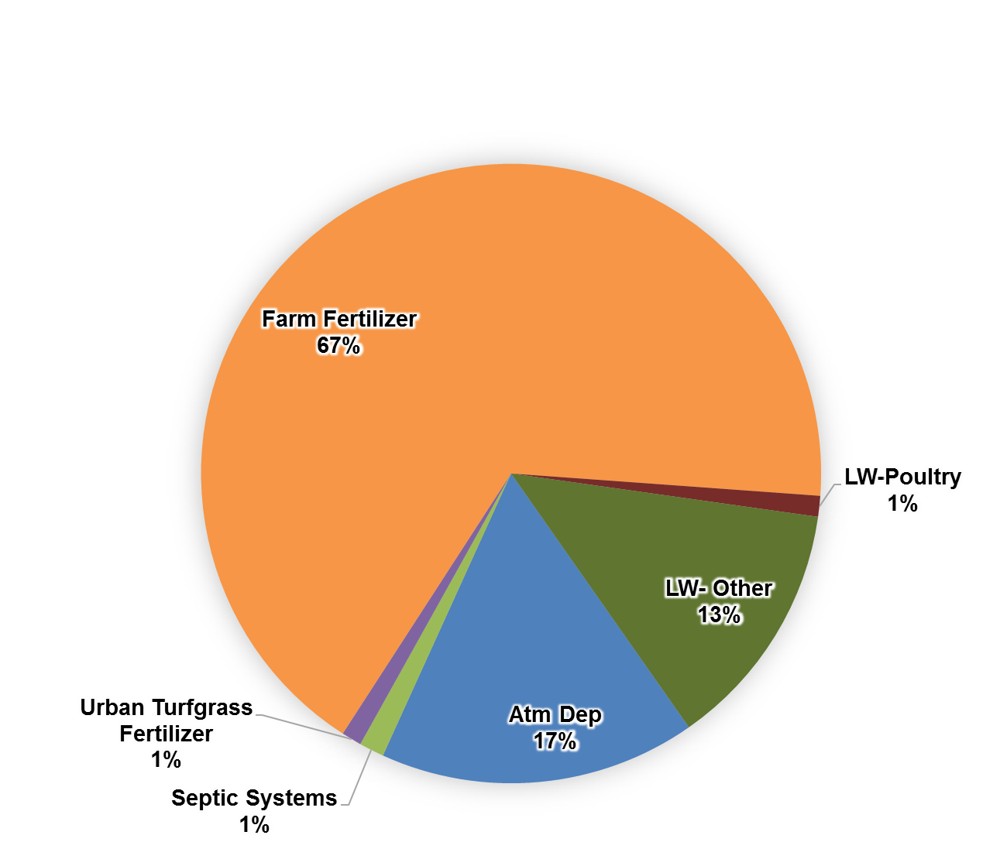 Farm Fertilizer
67%
LW-Poultry
1%
LW- Other
13%
Atm Dep
17%
Urban Turfgrass
Fertilizer
1%
Septic Systems
1%